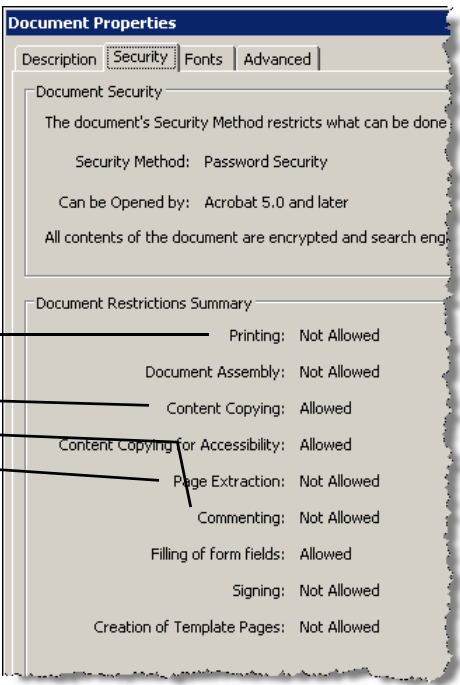 Document Properties
Description Security Fonts Advanced
Document Security
The document's Security Method restricts what can be done
Security Method: Password Security
Can be Opened by: Acrobat 5.0 and later
All contents of the document are encrypted and search eng
Document Restrictions Summary
Printing: Not Allowed
Document Assembly: Not Allowed
Content Copying: Allowed
Content Copying for Accessibility: Allowed
Page Extraction: Not Allowed
Commenting: Not Allowed
Filling of form fields: Allowed
Signing: Not Allowed
Creation of Template Pages: Not Allowed